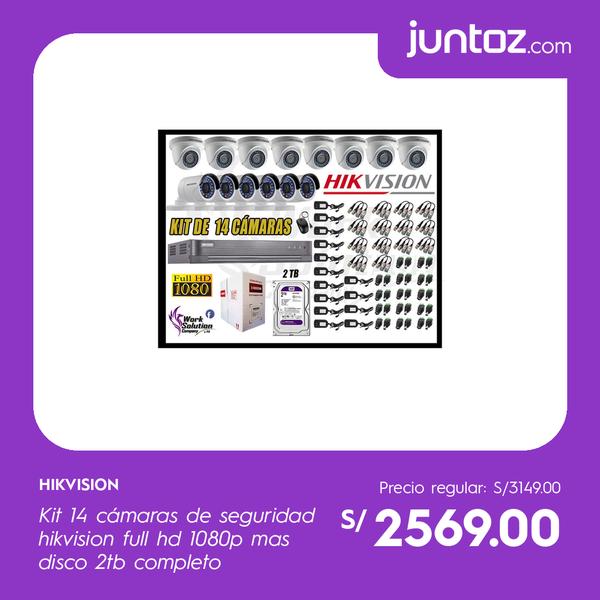 juntoz.com
HIKVISION
KIT DE 14 CÁMARAS
Full HD
1080
2 TB
Work
Solution
Company
HIKVISION
Kit 14 cámaras de seguridad
hikvision full hd 1080p mas
disco 2tb completo
Precio regular: S/3149.00
S/ 2569.00